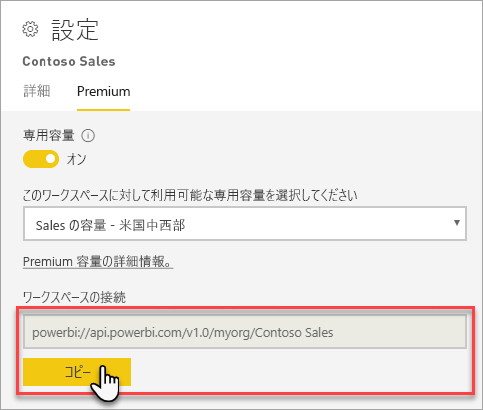 設定
Contoso Sales
詳細 Premium
専用容量
オン
このワークスペースに対して利用可能な専用容量を選択してください
Sales の容量 - 米国中西部
Premium 容量の詳細情報。
ワークスペースの接続
powerbi://api.powerbi.com/v1.0/myorg/Contoso Sales
コピー